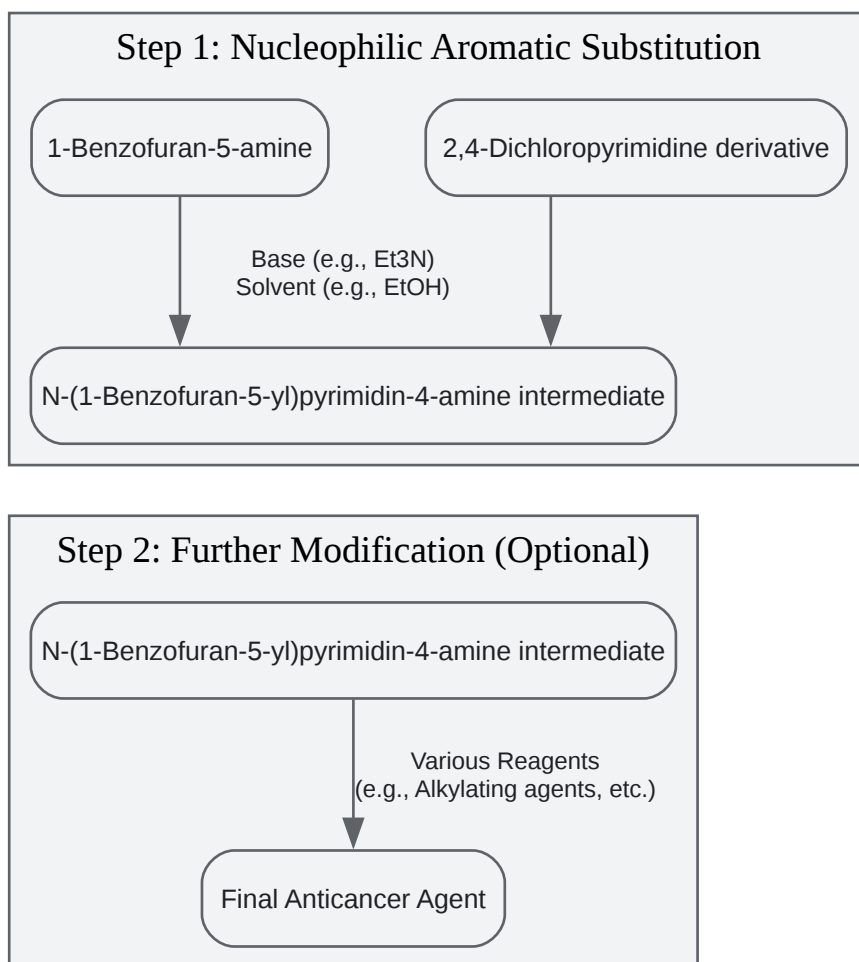 Step 1: Nucleophilic Aromatic Substitution
1-Benzofuran-5-amine
2,4-Dichloropyrimidine derivative
Base (e.g., Et3N)
Solvent (e.g., EtOH)
N-(1-Benzofuran-5-yl)pyrimidin-4-amine intermediate
Step 2: Further Modification (Optional)
N-(1-Benzofuran-5-yl)pyrimidin-4-amine intermediate
Various Reagents
(e.g., Alkylating agents, etc.)
Final Anticancer Agent